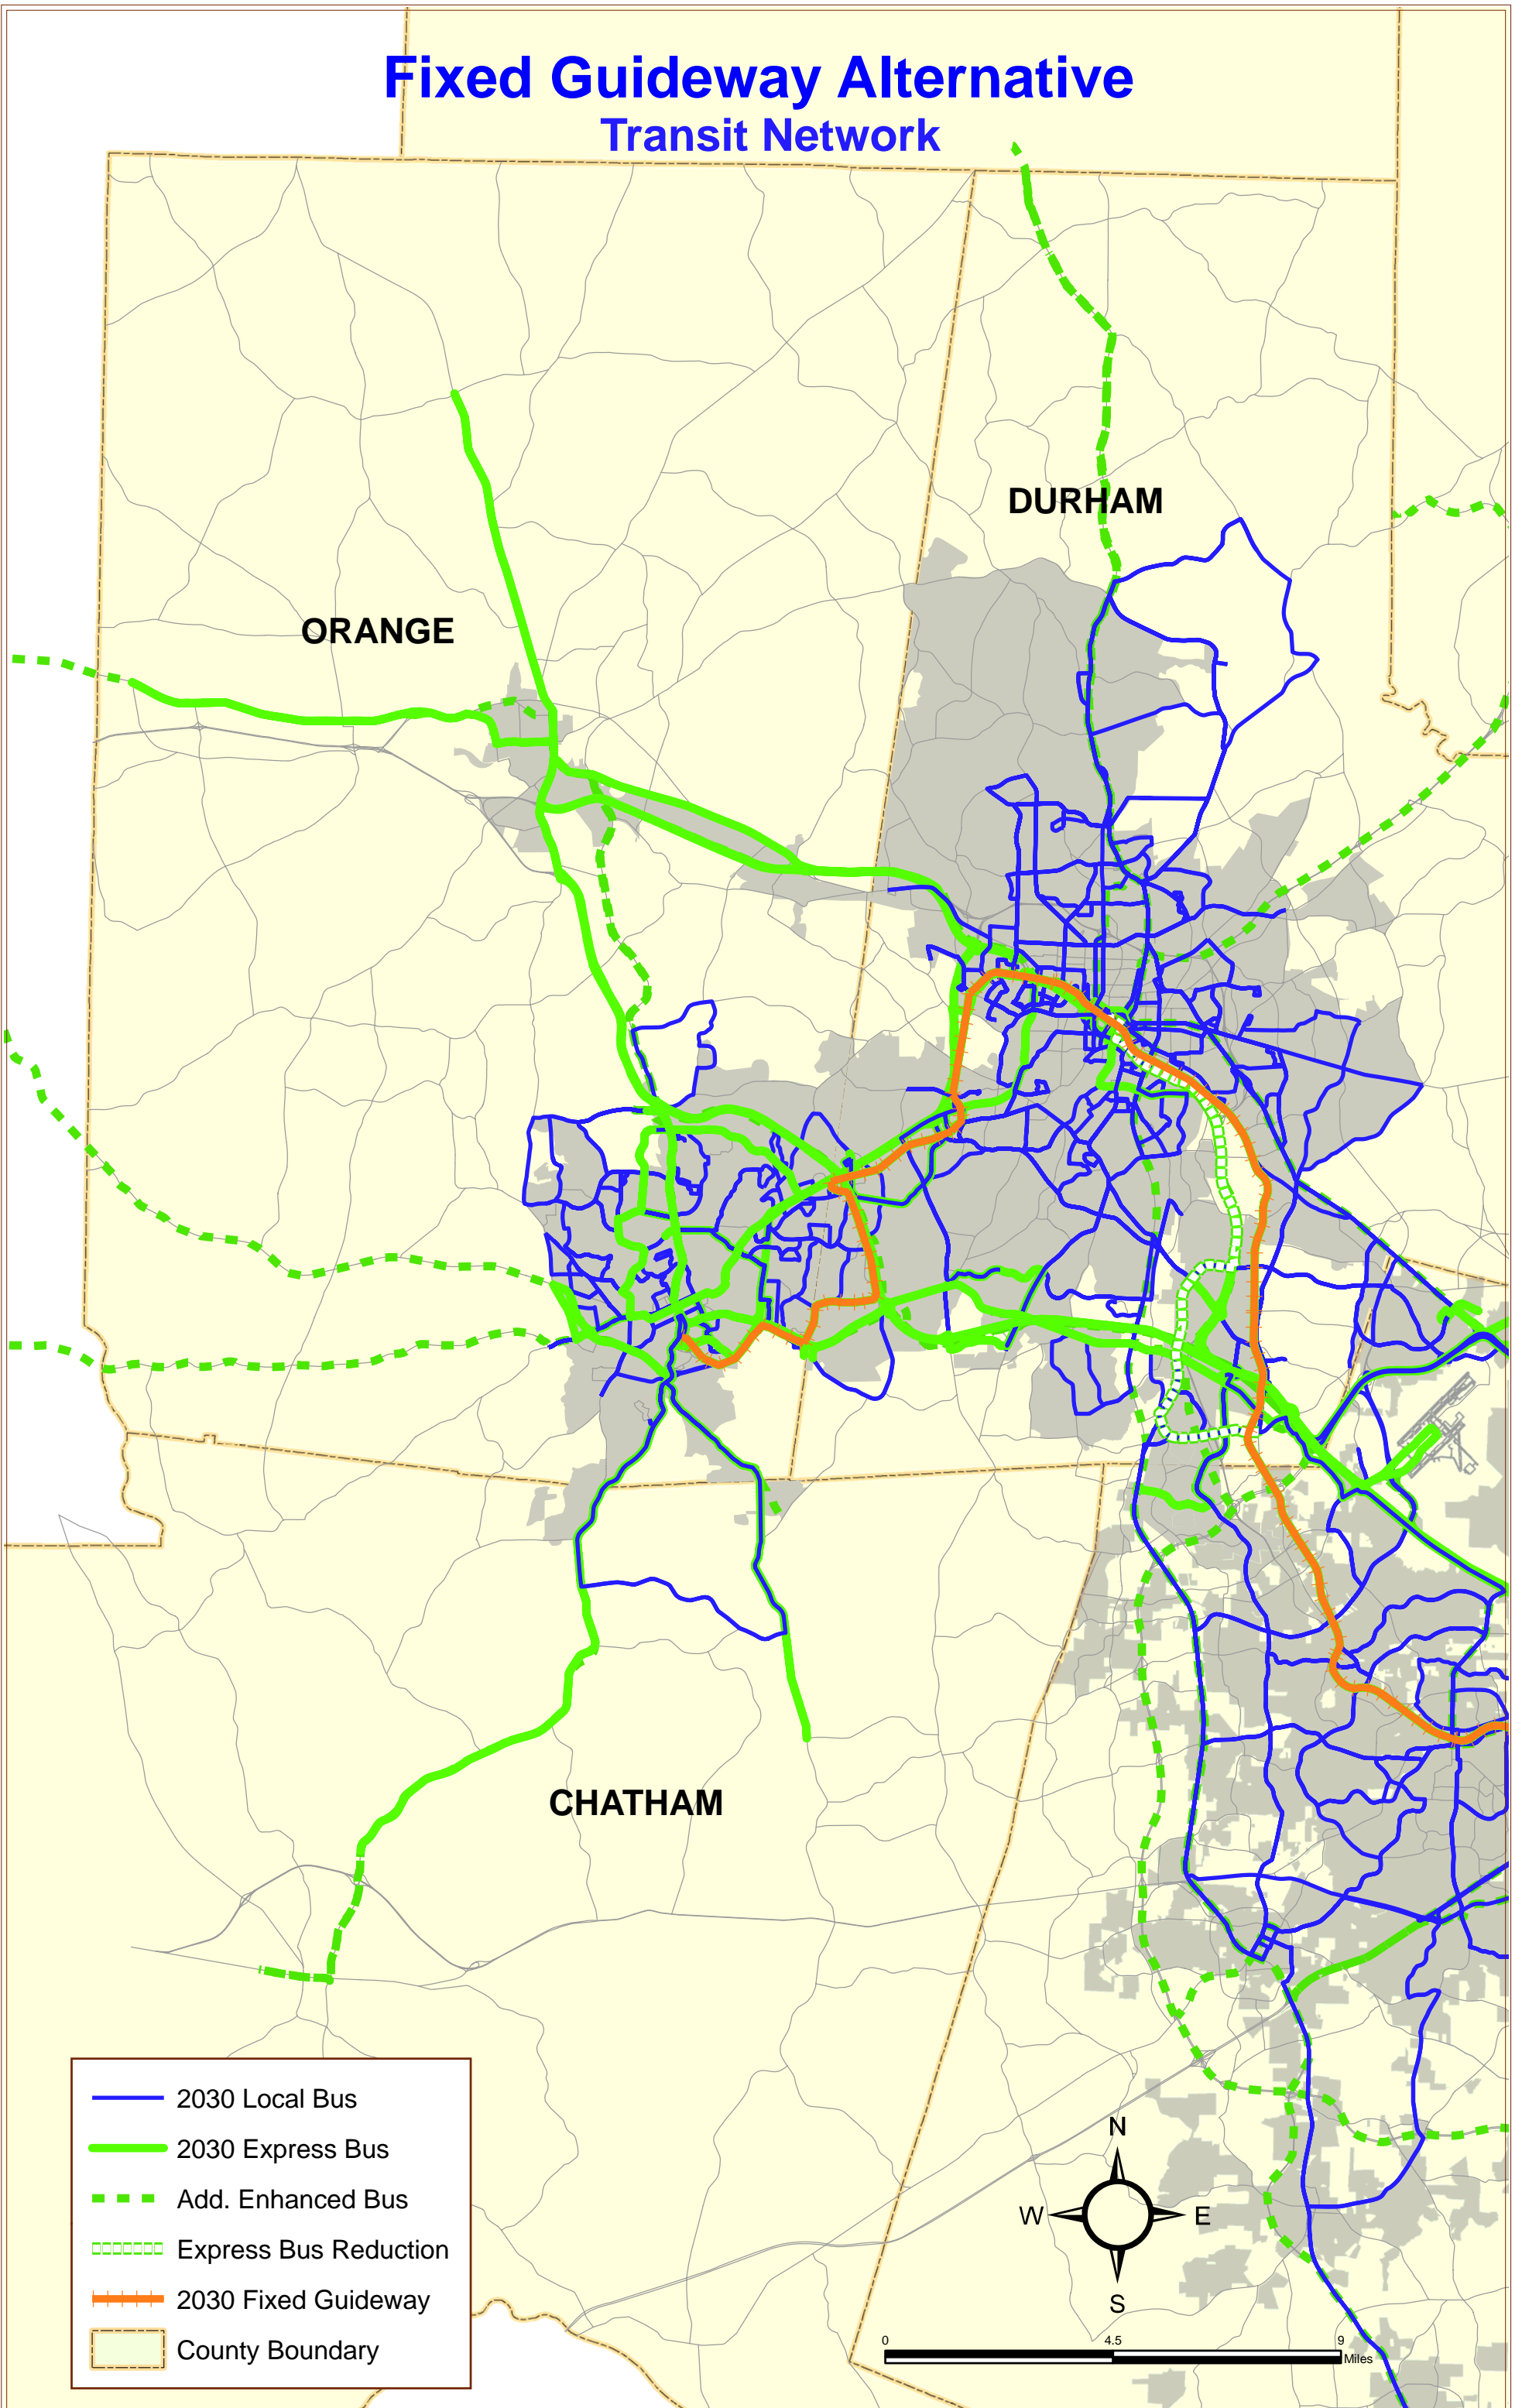 Fixed Guideway Alternative
Transit Network
DURHAM
ORANGE
CHATHAM
2030 Local Bus
2030 Express Bus
Add. Enhanced Bus
Express Bus Reduction
2030 Fixed Guideway
County Boundary
N
W
E
S
0
4.5
9
Miles